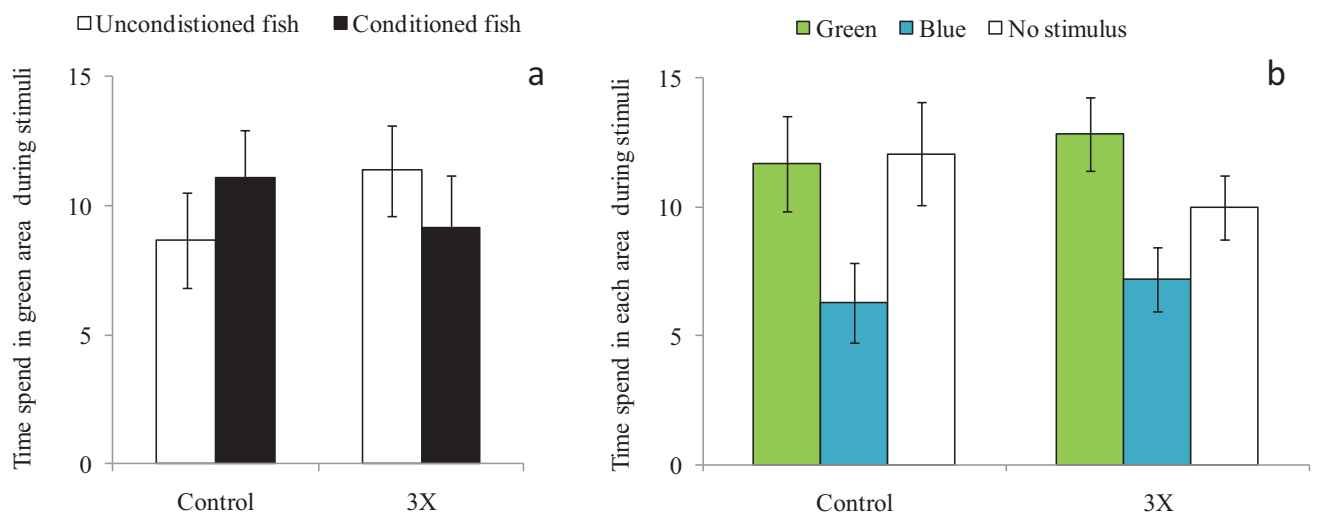 Uncondistioned fish Conditioned fish
a
Time spend in green area during stimuli
15
10
5
0
Control 3X
Green Blue No stimulus
b
Time spend in each area during stimuli
15
10
5
0
Control 3X